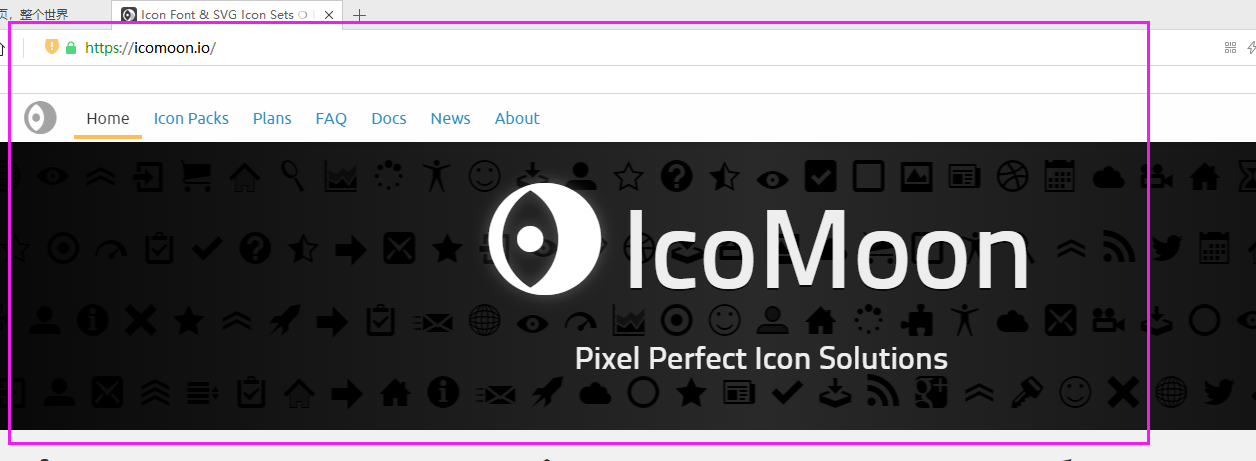 页，整个世界
Icon Font & SVG Icon Sets
https://icomoon.io/
Home Icon Packs Plans FAQ Docs News About
IcoMoon
Pixel Perfect Icon Solutions